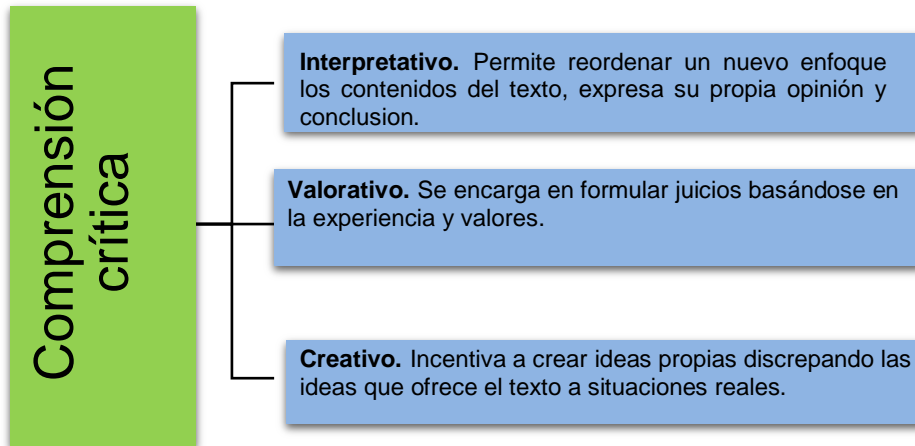 Comprensión
crítica
Interpretativo. Permite reordenar un nuevo enfoque
los contenidos del texto, expresa su propia opinión y
conclusion.
Valorativo. Se encarga en formular juicios basándose en
la experiencia y valores.
Creativo. Incentiva a crear ideas propias discrepando las
ideas que ofrece el texto a situaciones reales.